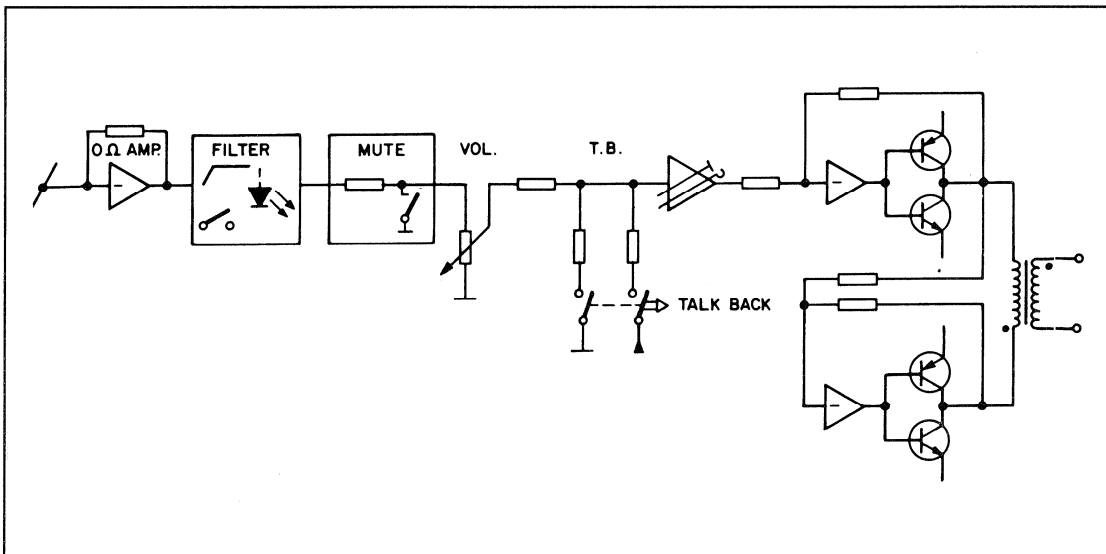 0 Ω AMP.
FILTER
MUTE
VOL.
T.B.
TALK BACK